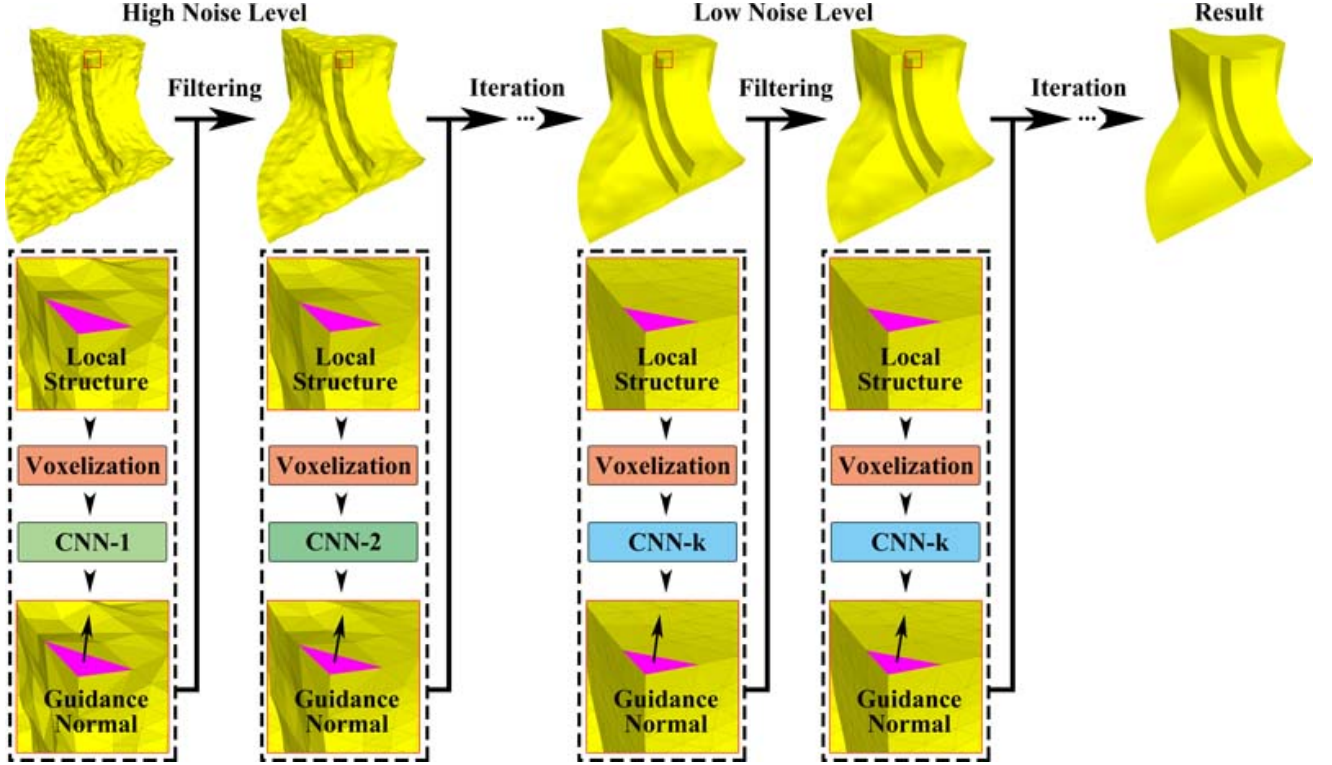 High Noise Level
Low Noise Level
Result
Filtering
Iteration
...
Filtering
Iteration
...
Local
Structure
Voxelization
CNN-1
Guidance
Normal
Local
Structure
Voxelization
CNN-2
Guidance
Normal
Local
Structure
Voxelization
CNN-k
Guidance
Normal
Local
Structure
Voxelization
CNN-k
Guidance
Normal